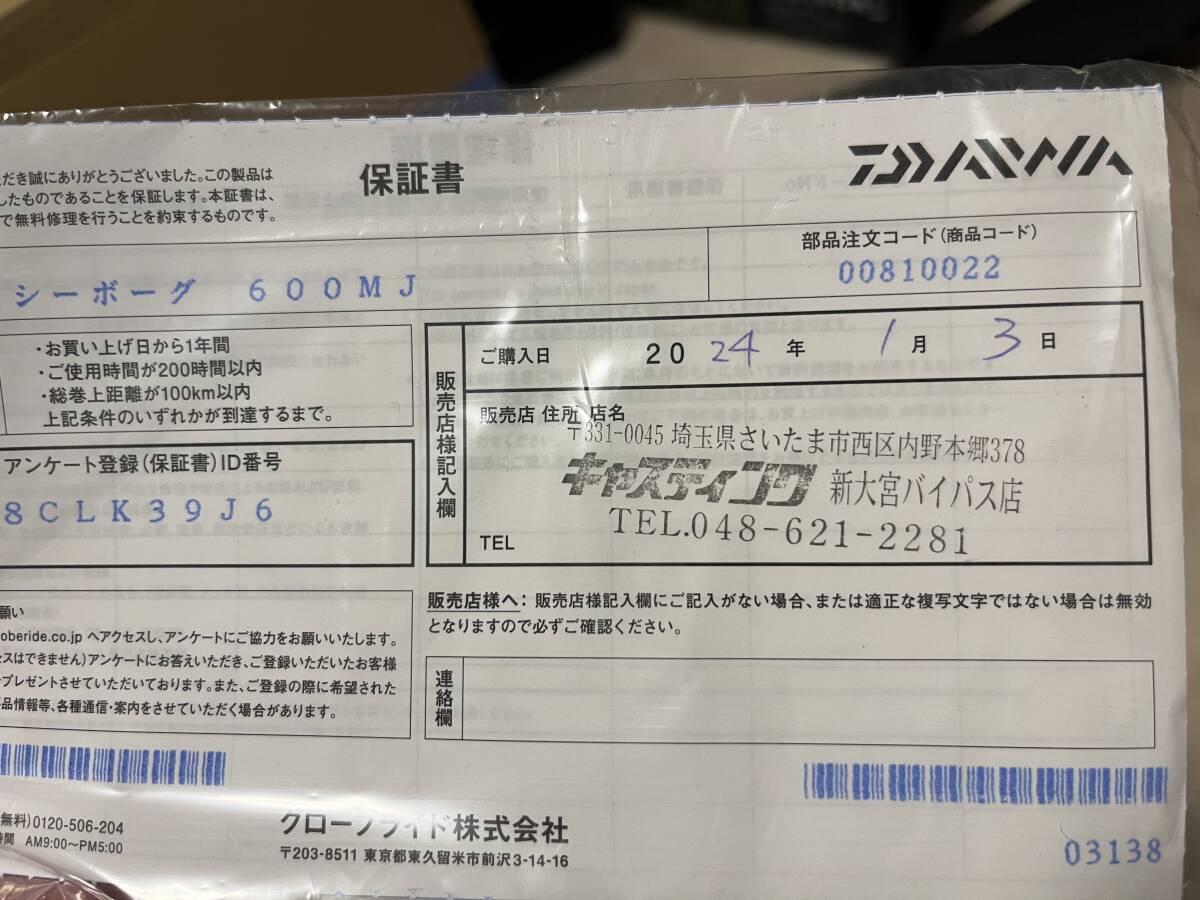 ただき誠にありがとうございました。この製品は
したものであることを保証します。本証書は、
で無料修理を行うことを約束するものです。
保証書
DAIWA
シーボーグ 600MJ
部品注文コード(商品コード)
00810022
・お買い上げ日から1年間
・ご使用時間が200時間以内
・総巻上距離が100km以内
上記条件のいずれかが到達するまで。
アンケート登録(保証書)ID番号
8CLK39J6
販売店様記入欄
ご購入日 2024年 1月 3日
販売店 住所 店名
〒331-0045 埼玉県さいたま市西区内野本郷378
キャスティング 新大宮バイパス店
TEL.048-621-2281
TEL
販売店様へ: 販売店様記入欄にご記入がない場合、または適正な複写文字ではない場合は無効
となりますので必ずご確認ください。
願い
oberide.co.jp へアクセスし、アンケートにご協力をお願いいたします。
セスはできません)アンケートにお答えいただき、ご登録いただいたお客様
プレゼントさせていただいております。また、ご登録の際に希望された
品情報等、各種通信・案内をさせていただく場合があります。
連絡欄
無料)0120-506-204
時間 AM9:00〜PM5:00
グローブライド株式会社
〒203-8511 東京都東久留米市前沢3-14-16
03138